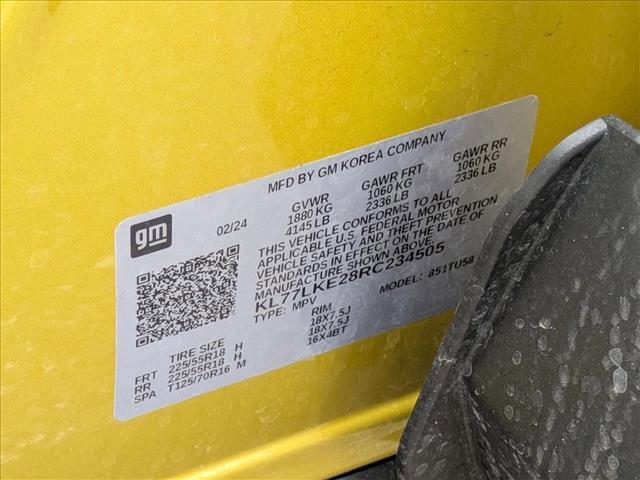 MFD BY GM KOREA COMPANY
gm
02/24
GVWR GAWR FRT GAWR RR
1880 KG 1060 KG 1060 KG
4145 LB 2336 LB 2336 LB
THIS VEHICLE CONFORMS TO ALL
APPLICABLE U.S. FEDERAL MOTOR
VEHICLE SAFETY AND THEFT PREVENTION
STANDARDS IN EFFECT ON THE DATE OF
MANUFACTURE SHOWN ABOVE.
KL77LKE28RC234505
TYPE: MPV MODEL: 851TU58
TIRE SIZE RIM
FRT 225/55R18 H 18X7.5J
RR 225/55R18 H 18X7.5J
SPA T125/70R16 M 16X4BT